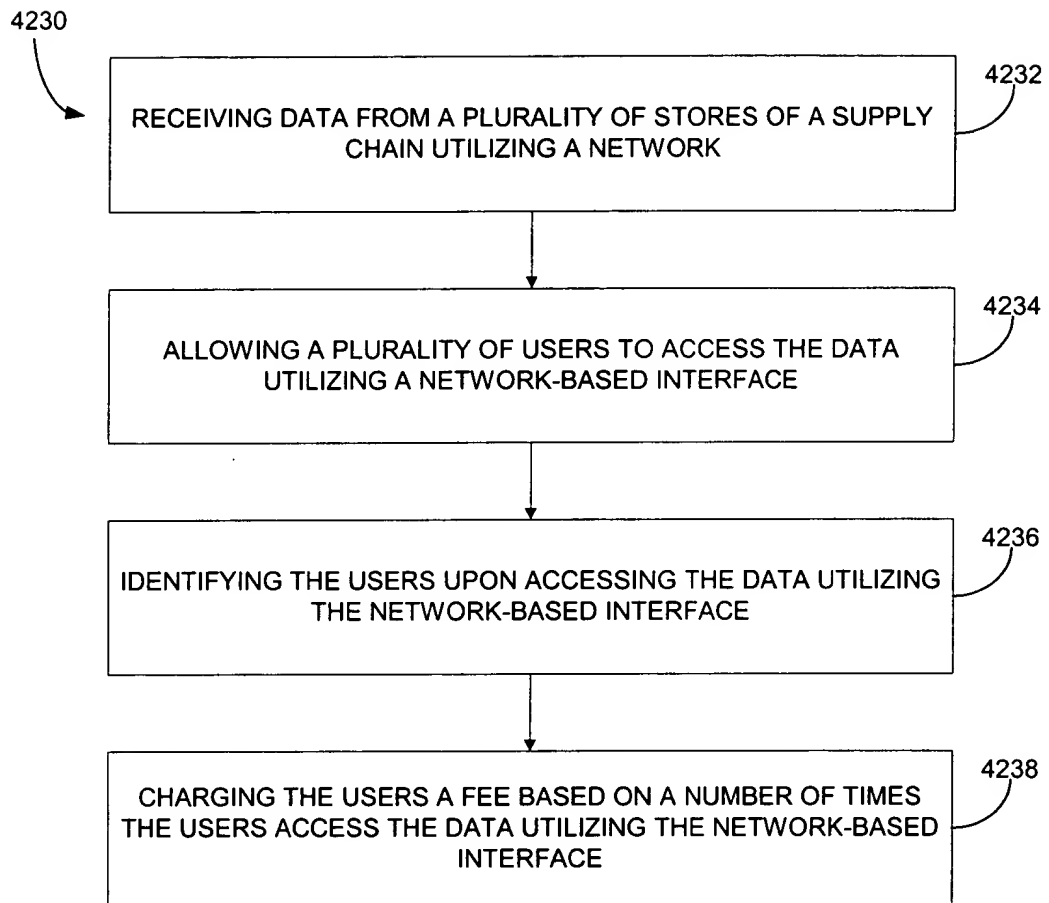 4230
4232
RECEIVING DATA FROM A PLURALITY OF STORES OF A SUPPLY
CHAIN UTILIZING A NETWORK
4234
ALLOWING A PLURALITY OF USERS TO ACCESS THE DATA
UTILIZING A NETWORK-BASED INTERFACE
4236
IDENTIFYING THE USERS UPON ACCESSING THE DATA UTILIZING
THE NETWORK-BASED INTERFACE
4238
CHARGING THE USERS A FEE BASED ON A NUMBER OF TIMES
THE USERS ACCESS THE DATA UTILIZING THE NETWORK-BASED
INTERFACE